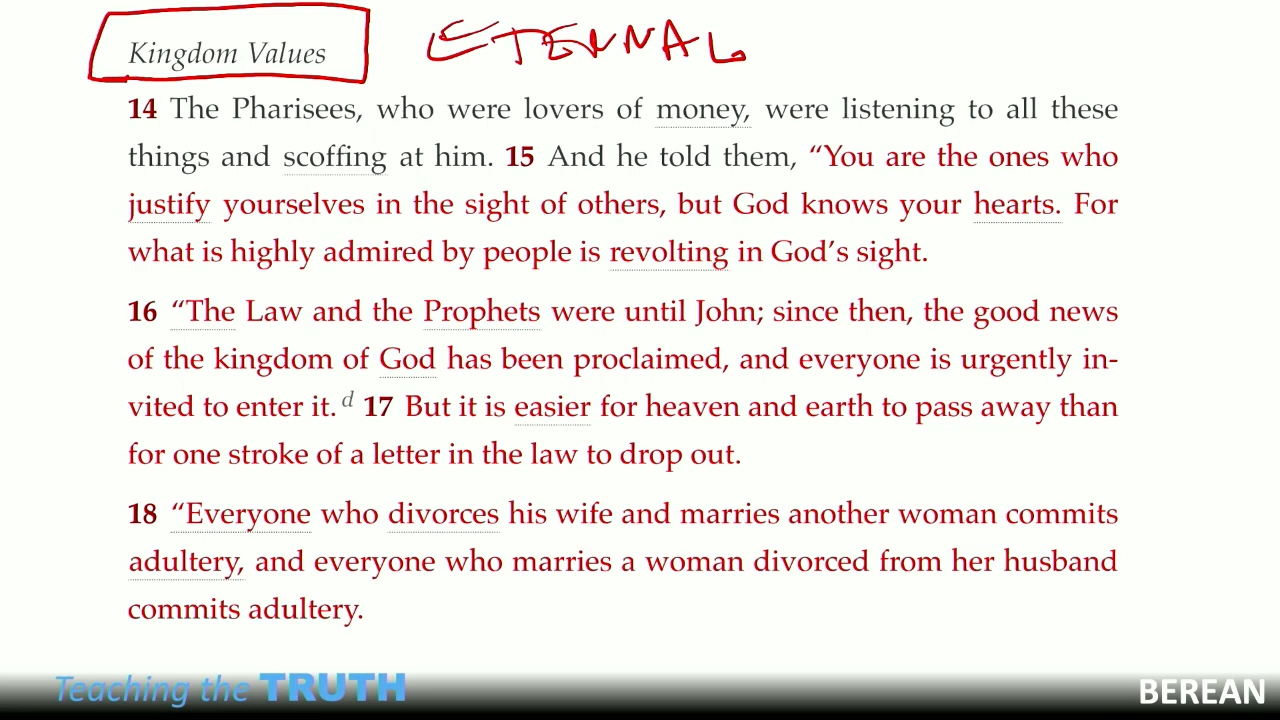 Kingdom Values ETERNAL
14 The Pharisees, who were lovers of money, were listening to all these
things and scoffing at him. 15 And he told them, “You are the ones who
justify yourselves in the sight of others, but God knows your hearts. For
what is highly admired by people is revolting in God’s sight.
16 “The Law and the Prophets were until John; since then, the good news
of the kingdom of God has been proclaimed, and everyone is urgently in-
vited to enter it. d 17 But it is easier for heaven and earth to pass away than
for one stroke of a letter in the law to drop out.
18 “Everyone who divorces his wife and marries another woman commits
adultery, and everyone who marries a woman divorced from her husband
commits adultery.
Teaching the TRUTH BEREAN